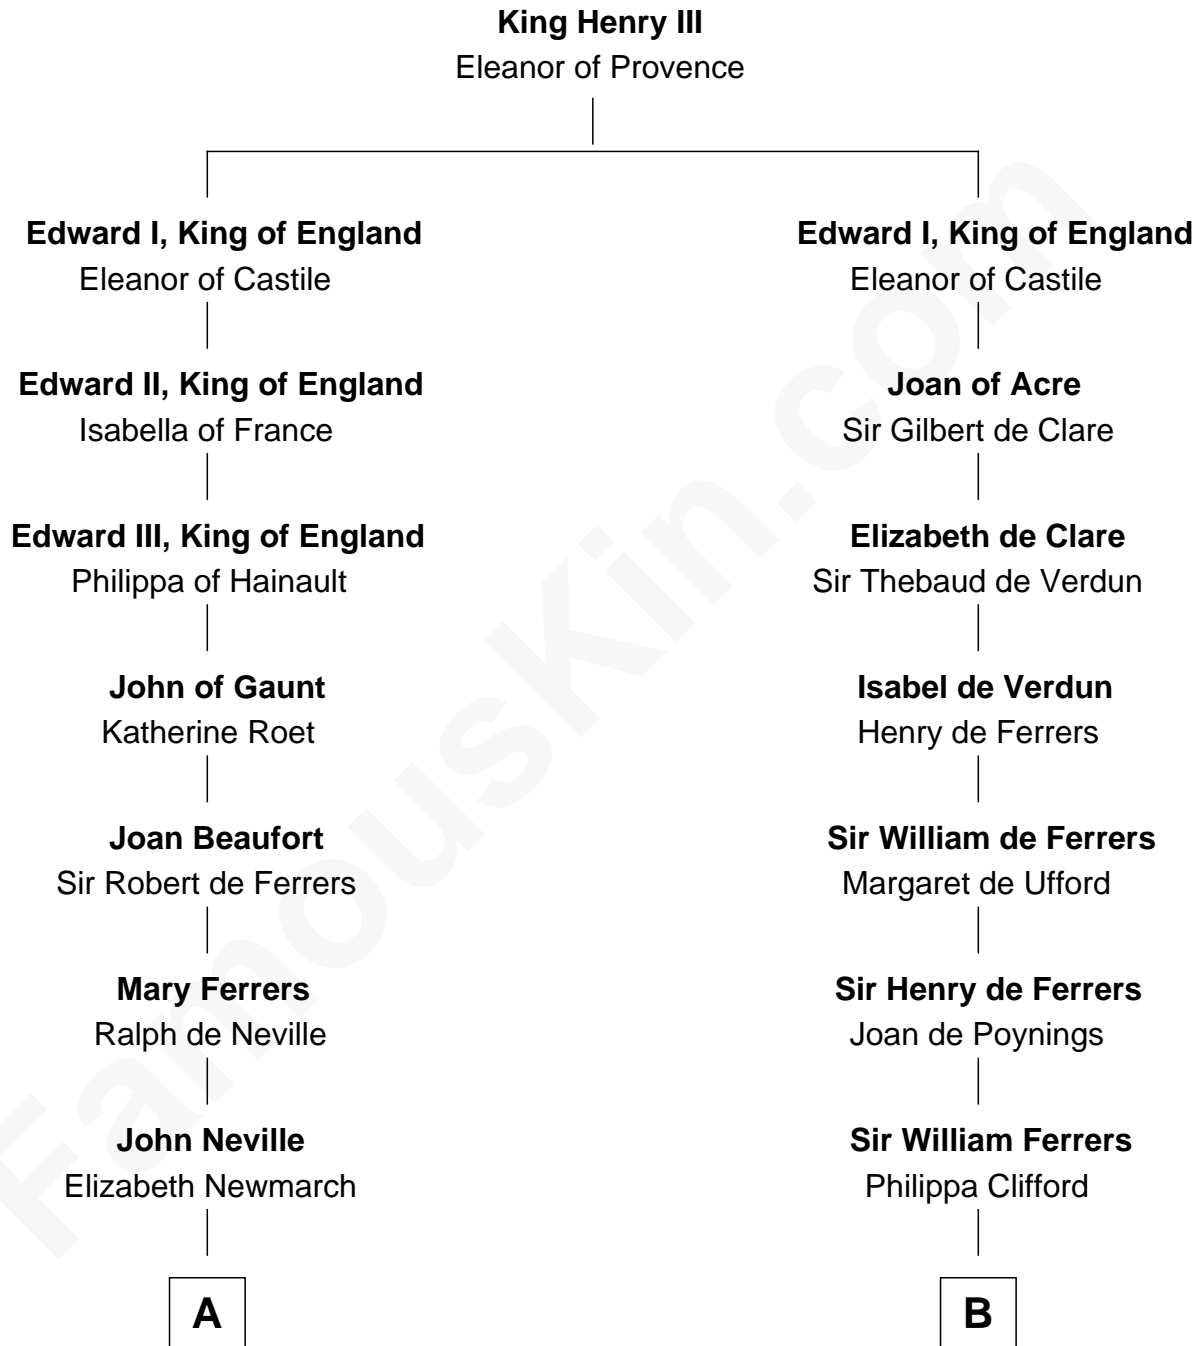 King Henry III
Eleanor of Provence
Edward I, King of England
Eleanor of Castile
Edward II, King of England
Isabella of France
Edward III, King of England
Philippa of Hainault
John of Gaunt
Katherine Roet
Joan Beaufort
Sir Robert de Ferrers
Mary Ferrers
Ralph de Neville
John Neville
Elizabeth Newmarch
A
Edward I, King of England
Eleanor of Castile
Joan of Acre
Sir Gilbert de Clare
Elizabeth de Clare
Sir Thebaud de Verdun
Isabel de Verdun
Henry de Ferrers
Sir William de Ferrers
Margaret de Ufford
Sir Henry de Ferrers
Joan de Poynings
Sir William Ferrers
Philippa Clifford
B
FamousKin.com